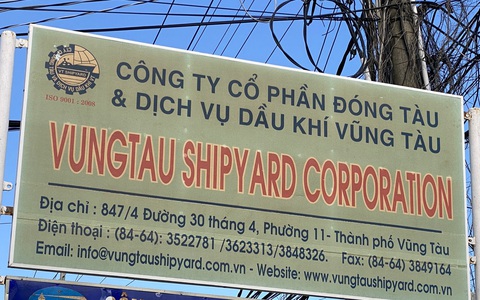 VT SHIPYARD
ISO 9001 : 2008
CÔNG TY CỔ PHẦN ĐÓNG TÀU
& DỊCH VỤ DẦU KHÍ VŨNG TÀU
VUNGTAU SHIPYARD CORPORATION
Địa chỉ : 847/4 Đường 30 tháng 4, Phường 11- Thành phố Vũng Tàu
Điện thoại : (84-64): 3522781 /3623313/3848326. Fax: (84-64) 3849164
Email: info@vungtaushipyard.com.vn - Website: www.vungtaushipyard.com.vn